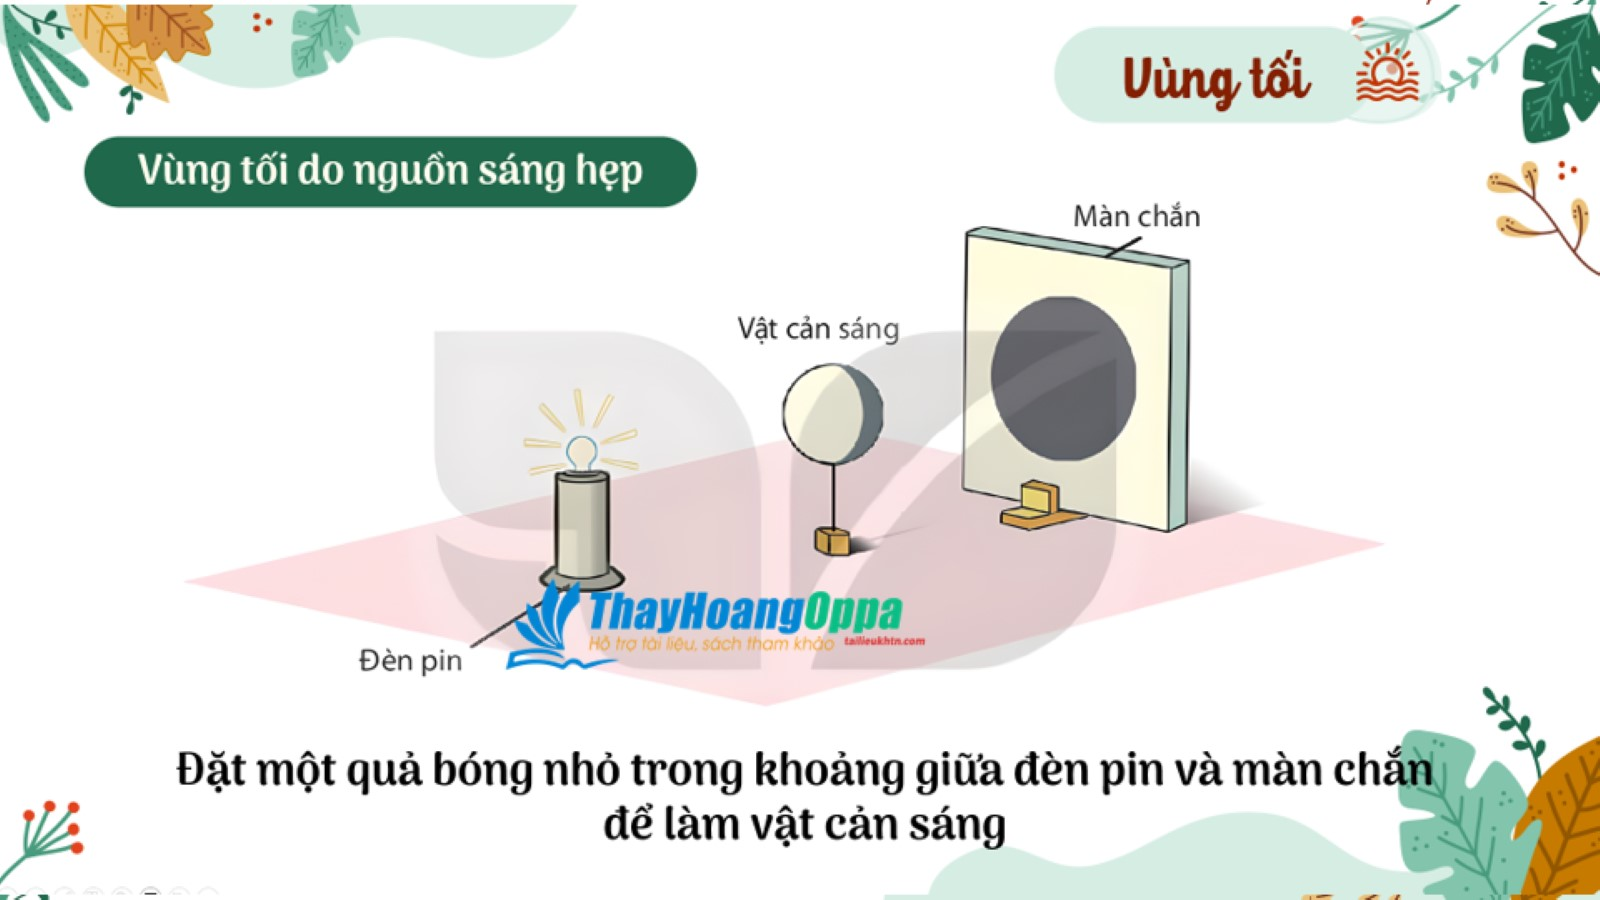 Vùng tối
Vùng tối do nguồn sáng hẹp
Màn chắn
Vật cản sáng
ThayHoangOppa
Hỗ trợ tài liệu, sách tham khảo tailieukhtn.com
Đèn pin
Đặt một quả bóng nhỏ trong khoảng giữa đèn pin và màn chắn
để làm vật cản sáng